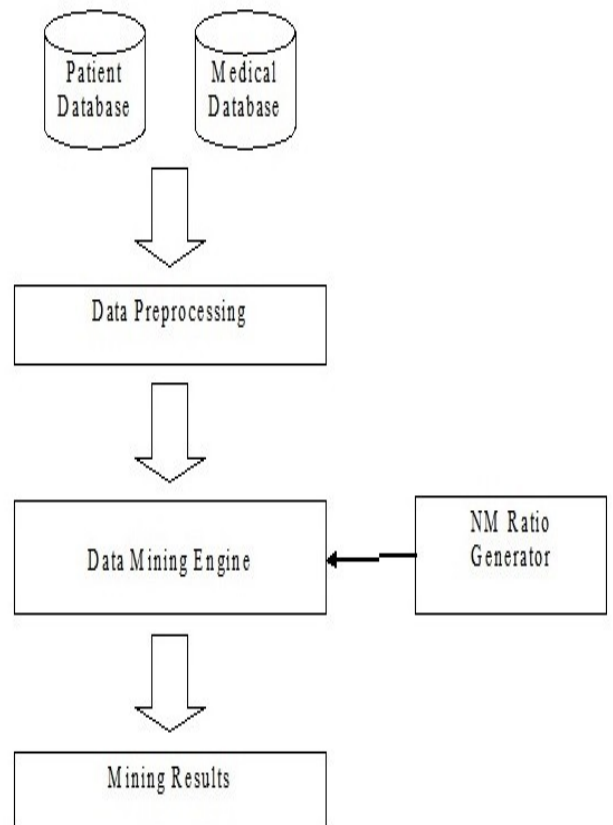 Patient
Database
Medical
Database
Data Preprocessing
Data Mining Engine
NM Ratio
Generator
Mining Results